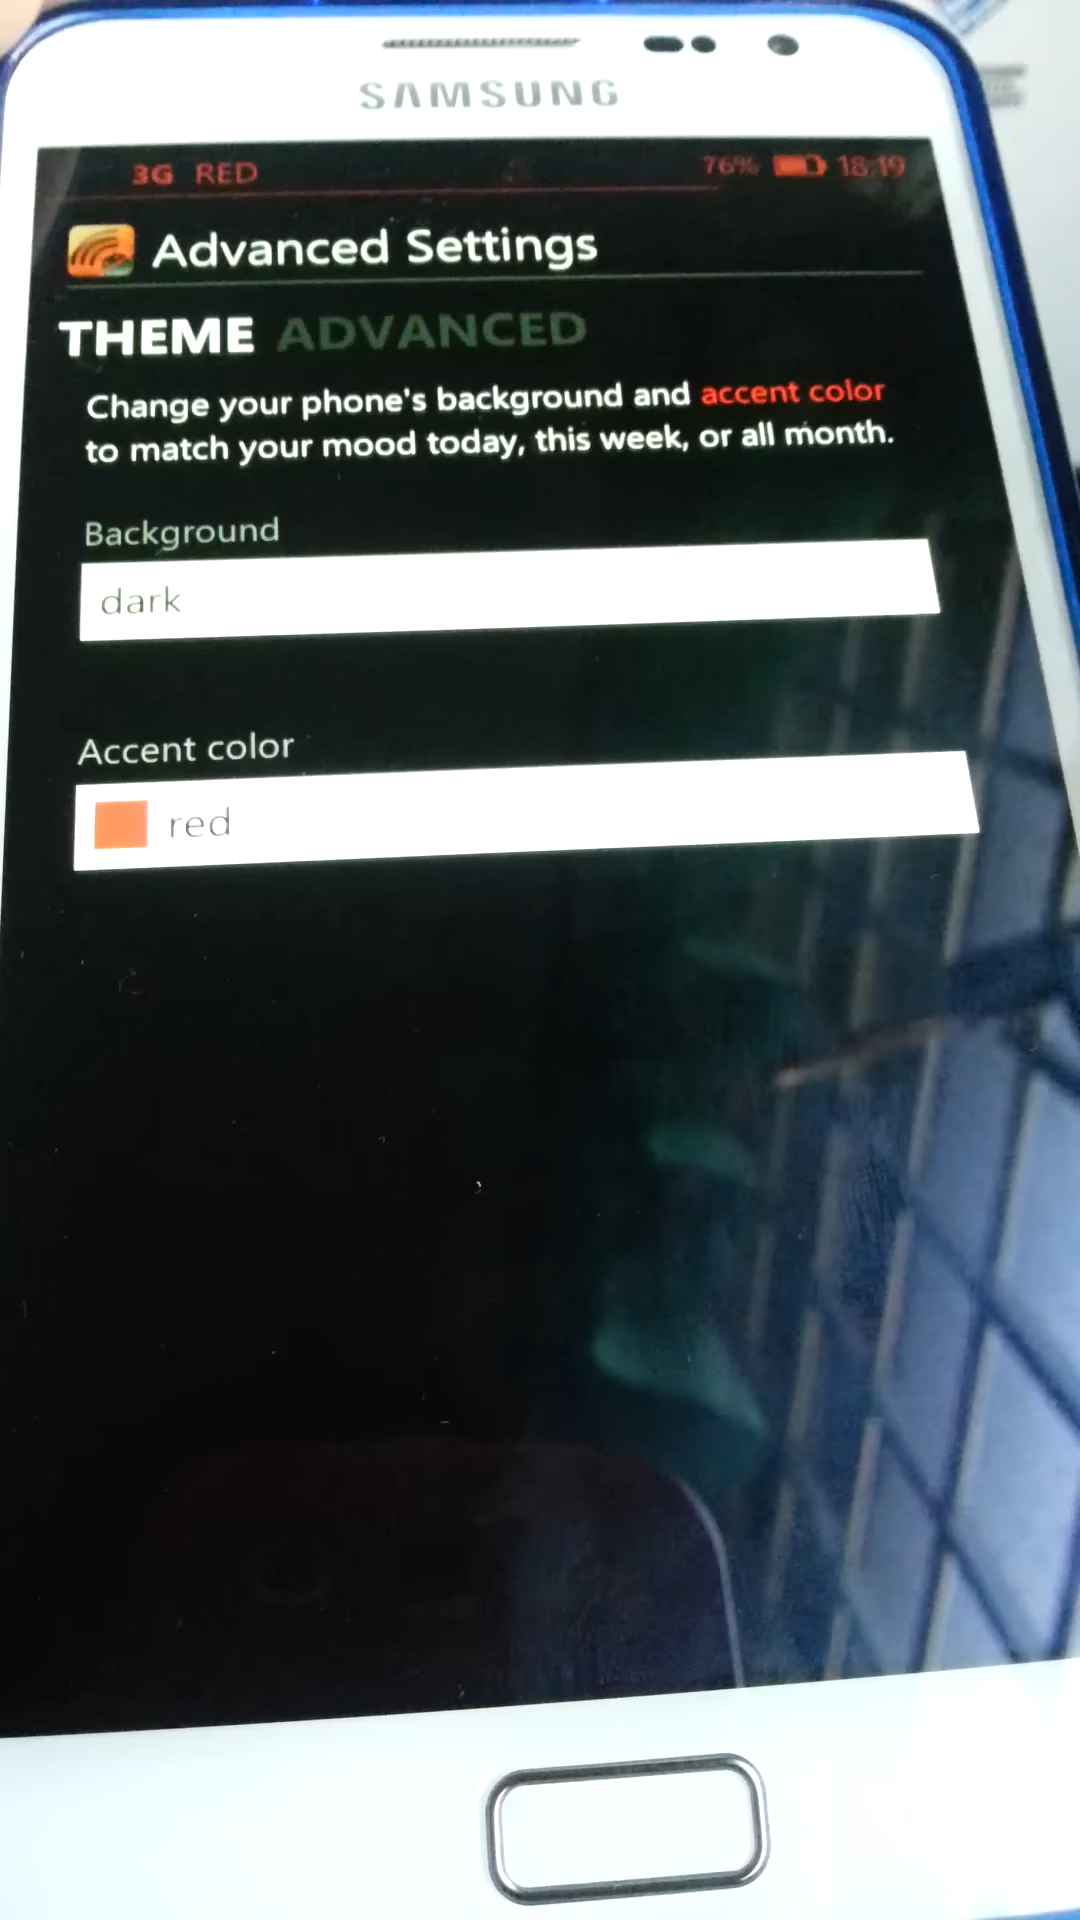 SAMSUNG
3G RED 76% 18:19
Advanced Settings
THEME ADVANCED
Change your phone's background and accent color
to match your mood today, this week, or all month.
Background
dark
Accent color
red